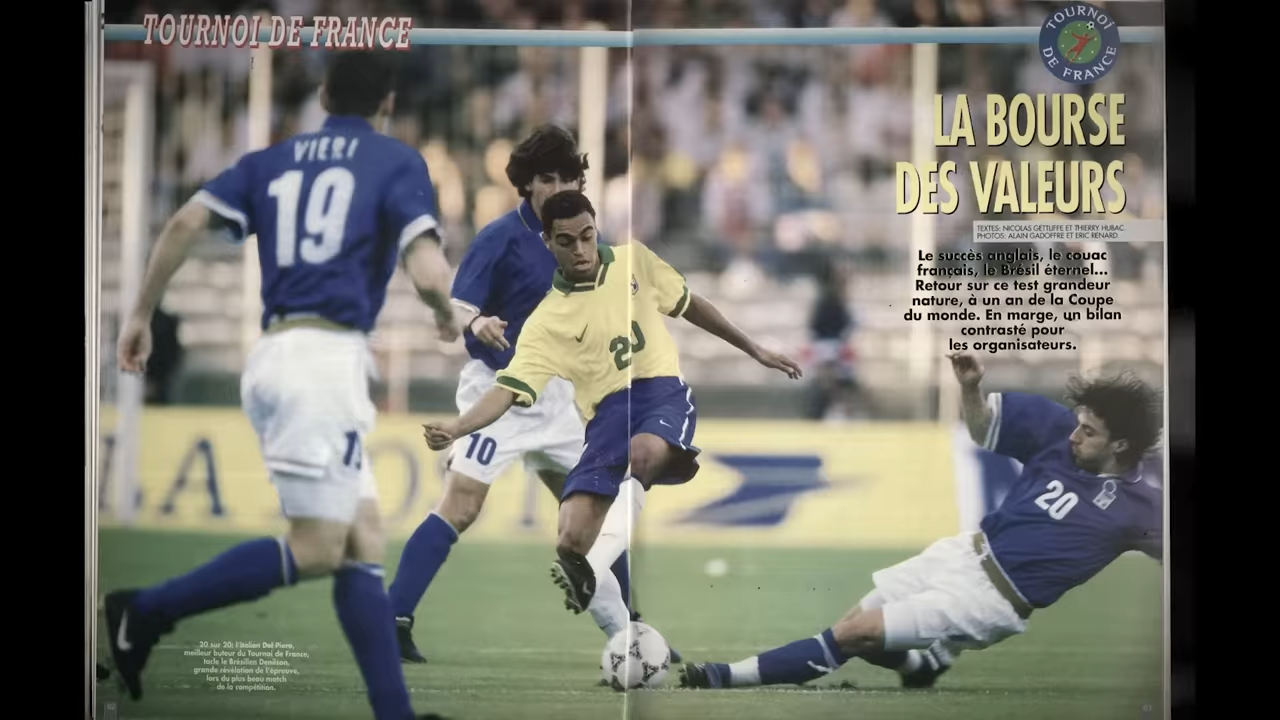 TOURNOI DE FRANCE
TOURNOI
DE FRANCE
LA BOURSE
DES VALEURS
TEXTES: NICOLAS GETTLIFFE ET THIERRY HUBAC.
PHOTOS: ALAIN GADOFFRE ET ERIC RENARD.
Le succès anglais, le couac
français, le Brésil éternel...
Retour sur ce test grandeur
nature, à un an de la Coupe
du monde. En marge, un bilan
contrasté pour
les organisateurs.
VIERI
19
10
20
20
LA POST
20 sur 20: l'Italien Del Piero,
meilleur buteur du Tournoi de France,
tacle le Brésilien Denilson,
grande révélation de l'épreuve,
lors du plus beau match
de la compétition.